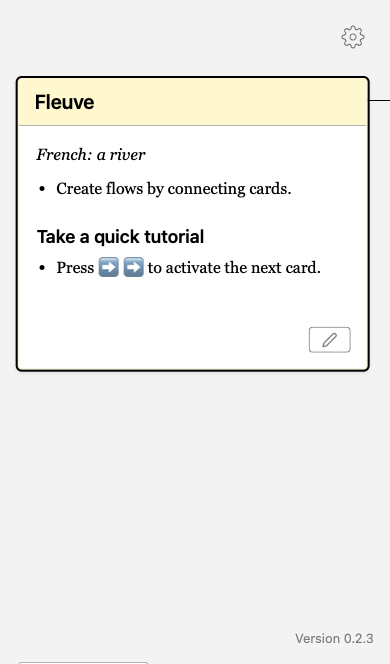 Fleuve
French: a river
• Create flows by connecting cards.
Take a quick tutorial
• Press ➡️ ➡️ to activate the next card.
Version 0.2.3